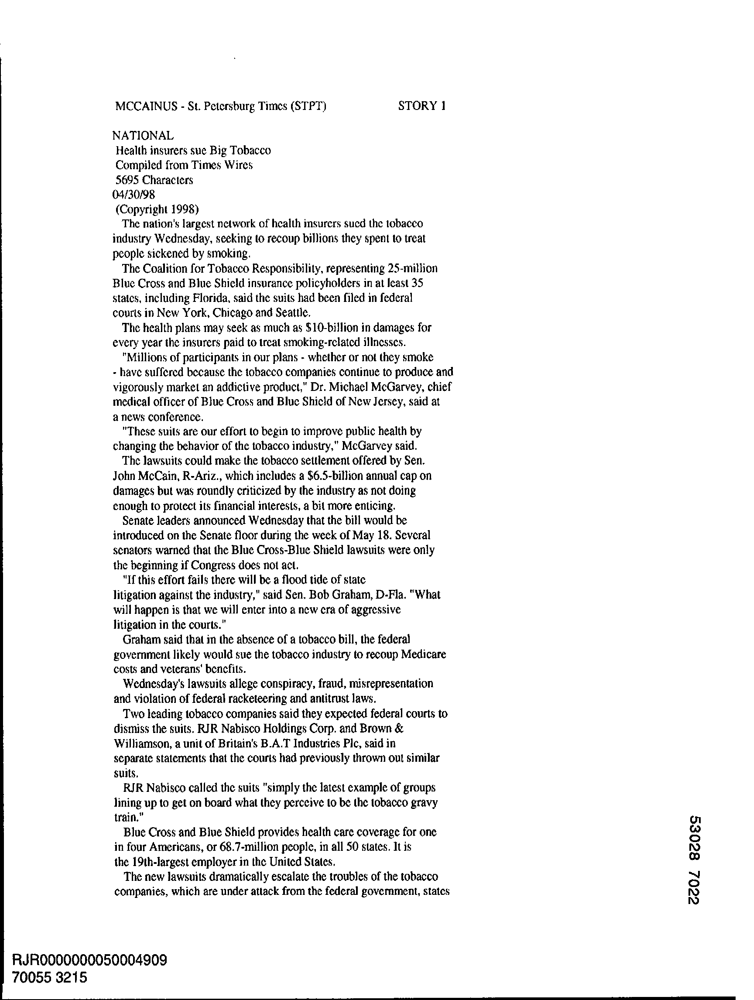 MCCAINUS - St. Petersburg Times (STPT) STORY 1
NATIONAL
Health insurers sue Big Tobacco
Compiled from Times Wires
5695 Characters
04/30/98
(Copyright 1998)
The nation's largest network of health insurers sued the tobacco
industry Wednesday, seeking to recoup billions they spent to treat
people sickened by smoking.
The Coalition for Tobacco Responsibility, representing 25-million
Blue Cross and Blue Shield insurance policyholders in at least 35
states, including Florida, said the suits had been filed in federal
courts in New York, Chicago and Seattle.
The health plans may seek as much as $10-billion in damages for
every year the insurers paid to treat smoking-related illnesses.
"Millions of participants in our plans - whether or not they smoke
- have suffered because the tobacco companies continue to produce and
vigorously market an addictive product," Dr. Michael McGarvey, chief
medical officer of Blue Cross and Blue Shield of New Jersey, said at
a news conference.
"These suits are our effort to begin to improve public health by
changing the behavior of the tobacco industry," McGarvey said.
The lawsuits could make the tobacco settlement offered by Sen.
John McCain, R-Ariz., which includes a $6.5-billion annual cap on
damages but was roundly criticized by the industry as not doing
enough to protect its financial interests, a bit more enticing.
Senate leaders announced Wednesday that the bill would be
introduced on the Senate floor during the week of May 18. Several
senators warned that the Blue Cross-Blue Shield lawsuits were only
the beginning if Congress does not act.
"If this effort fails there will be a flood tide of state
litigation against the industry," said Sen. Bob Graham, D-Fla. "What
will happen is that we will enter into a new era of aggressive
litigation in the courts."
Graham said that in the absence of a tobacco bill, the federal
government likely would sue the tobacco industry to recoup Medicare
costs and veterans' benefits.
Wednesday's lawsuits allege conspiracy, fraud, misrepresentation
and violation of federal racketeering and antitrust laws.
Two leading tobacco companies said they expected federal courts to
dismiss the suits. RJR Nabisco Holdings Corp. and Brown &
Williamson, a unit of Britain's B.A.T Industries Plc, said in
separate statements that the courts had previously thrown out similar
suits.
RJR Nabisco called the suits "simply the latest example of groups
lining up to get on board what they perceive to be the tobacco gravy
train."
Blue Cross and Blue Shield provides health care coverage for one
in four Americans, or 68.7-million people, in all 50 states. It is
the 19th-largest employer in the United States.
The new lawsuits dramatically escalate the troubles of the tobacco
companies, which are under attack from the federal government, states
53028 7022
RJR0000000050004909
70055 3215